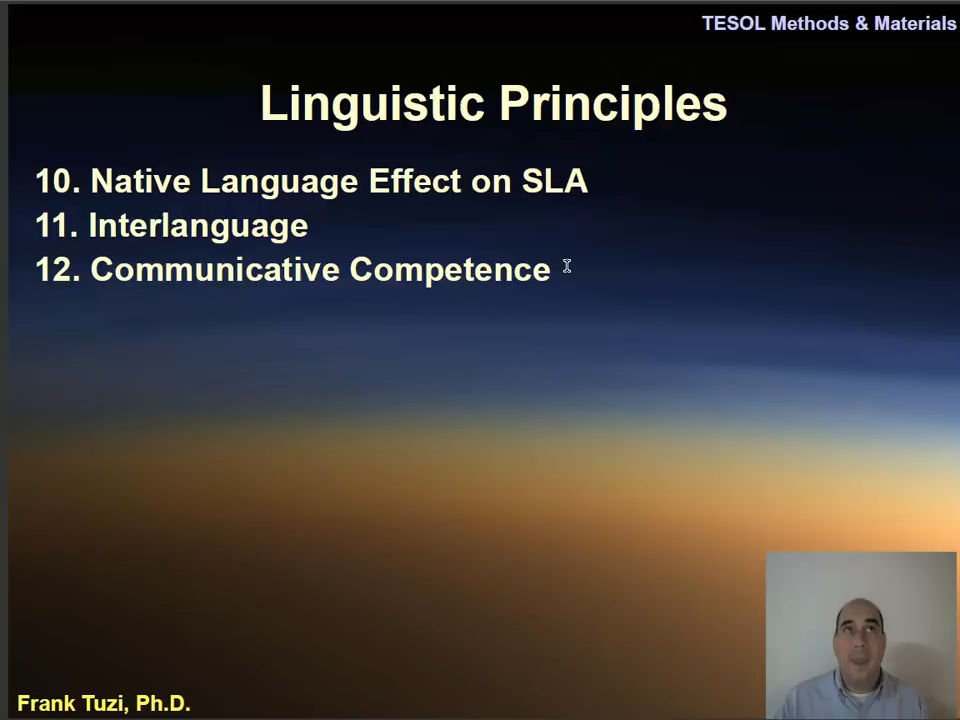 TESOL Methods & Materials
Linguistic Principles
10. Native Language Effect on SLA
11. Interlanguage
12. Communicative Competence
Frank Tuzi, Ph.D.